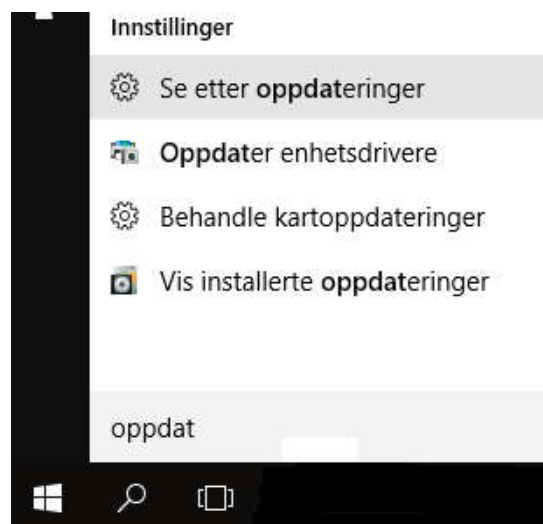 Innstillinger
Se etter oppdateringer
Oppdater enhetsdrivere
Behandle kartoppdateringer
Vis installerte oppdateringer
oppdat